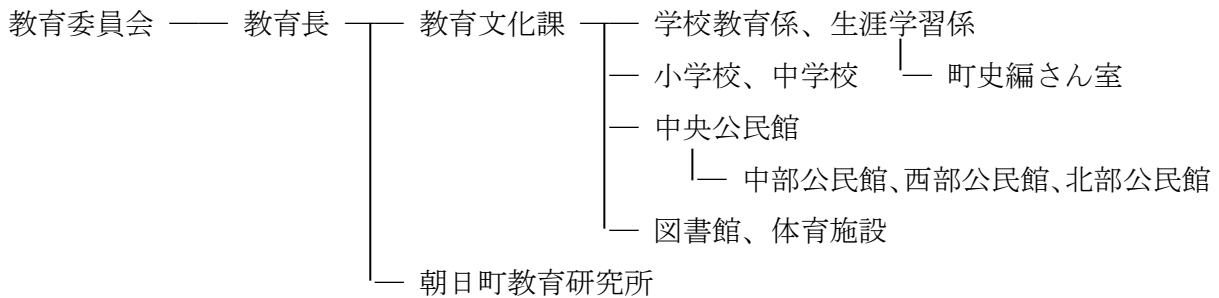 教育委員会 教育長 教育文化課 学校教育係、生涯学習係
小学校、中学校 町史編さん室
中央公民館
中部公民館、西部公民館、北部公民館
図書館、体育施設
朝日町教育研究所